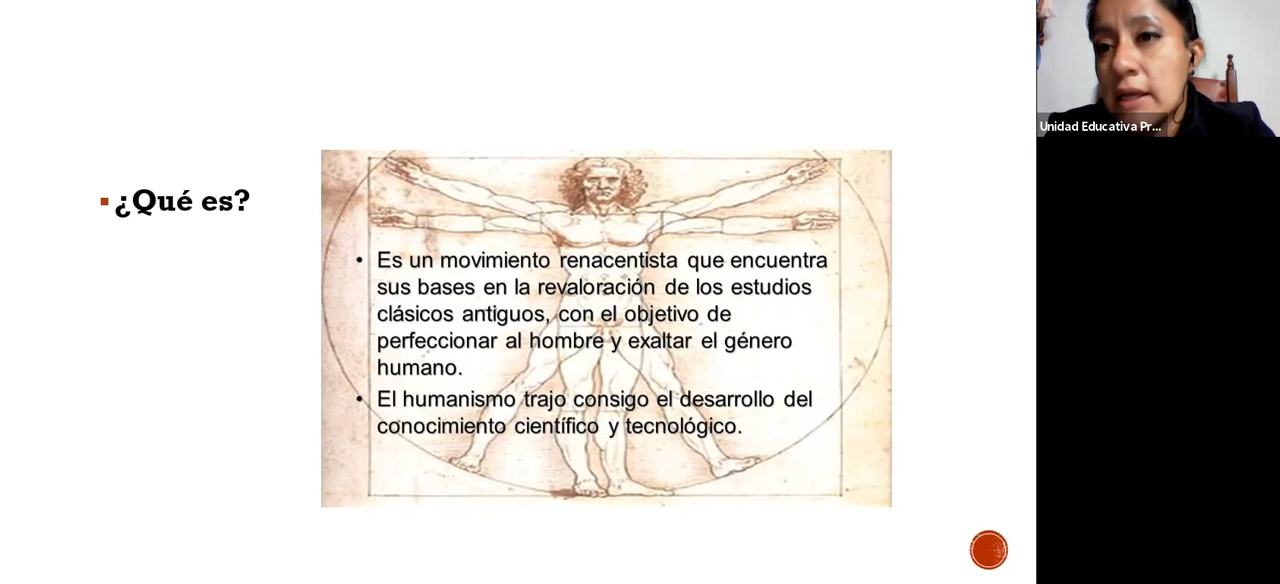 ¿Qué es?
• Es un movimiento renacentista que encuentra
sus bases en la revaloración de los estudios
clásicos antiguos, con el objetivo de
perfeccionar al hombre y exaltar el género
humano.
• El humanismo trajo consigo el desarrollo del
conocimiento científico y tecnológico.
Unidad Educativa Pr...